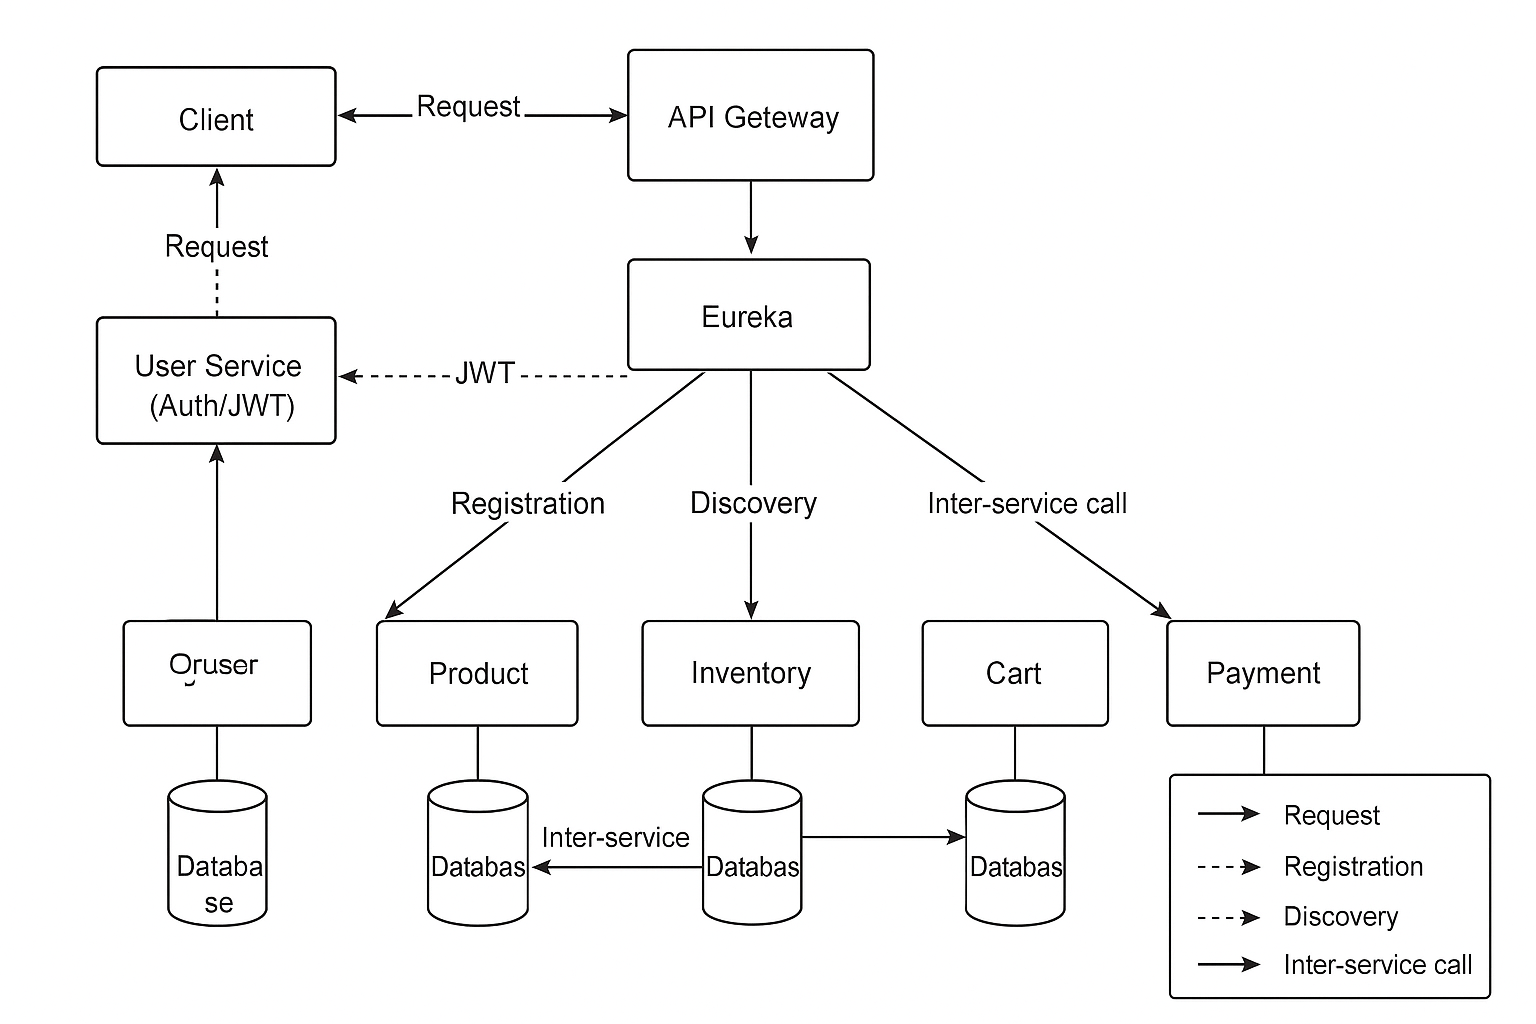 Client
Request
API Geteway
Request
Eureka
User Service
(Auth/JWT)
JWT
Registration
Discovery
Inter-service call
Product
Inventory
Cart
Payment
Databa
se
Databas
Inter-service
Databas
Databas
Request
Registration
Discovery
Inter-service call